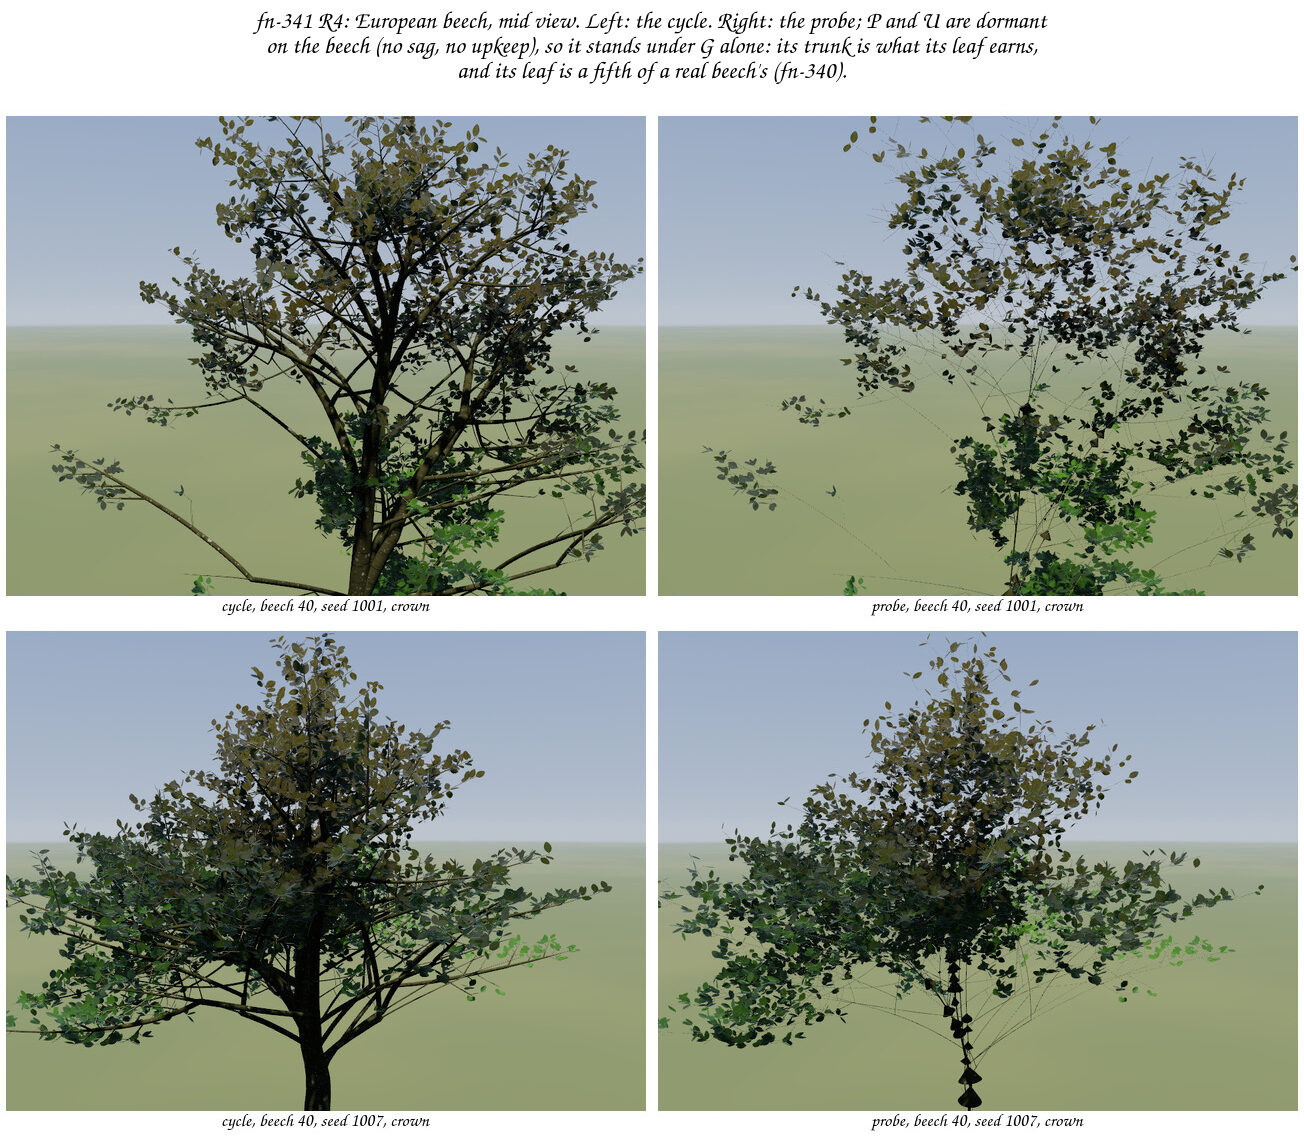 fn-341 R4: European beech, mid view. Left: the cycle. Right: the probe; P and U are dormant
on the beech (no sag, no upkeep), so it stands under G alone: its trunk is what its leaf earns,
and its leaf is a fifth of a real beech's (fn-340).
cycle, beech 40, seed 1001, crown
probe, beech 40, seed 1001, crown
cycle, beech 40, seed 1007, crown
probe, beech 40, seed 1007, crown